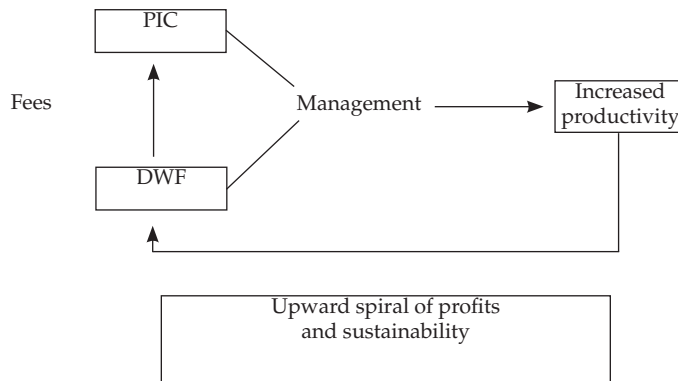 PIC
Fees
Management
Increased
productivity
DWF
Upward spiral of profits
and sustainability